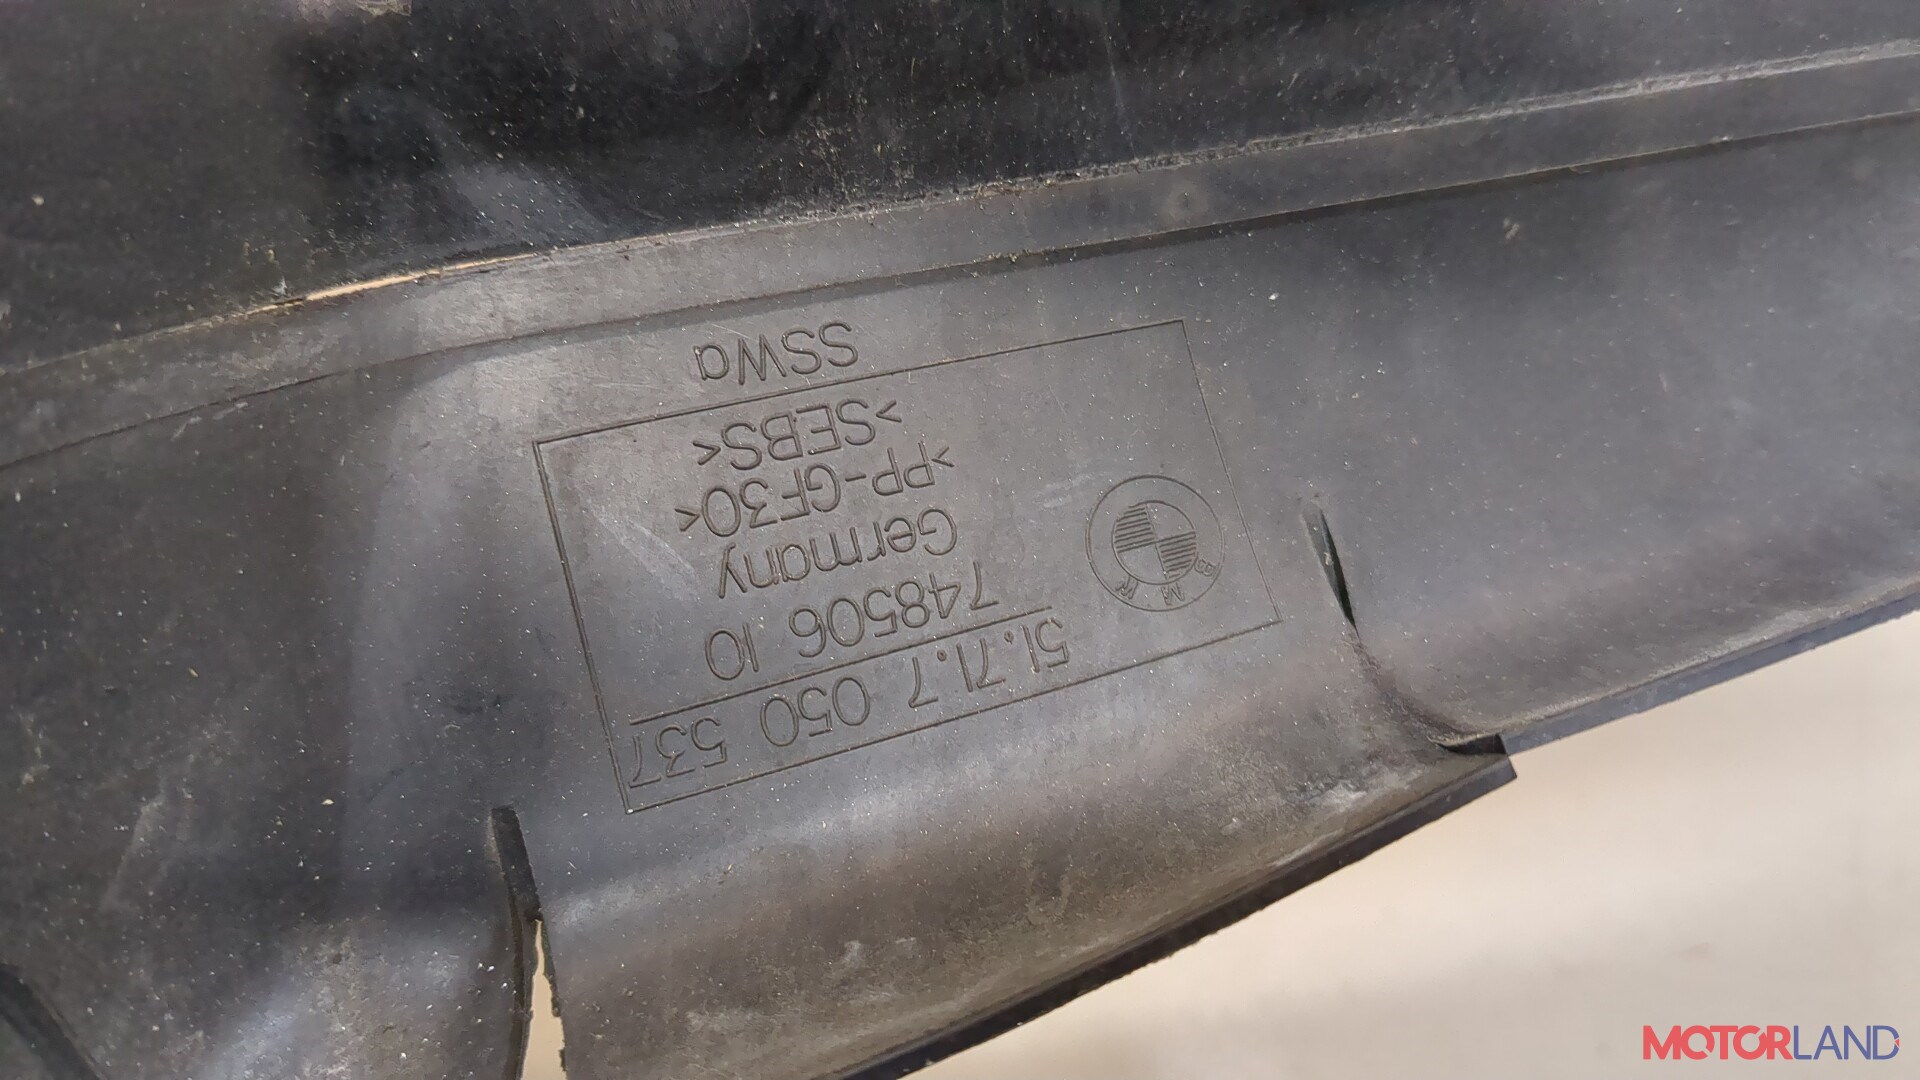 51.71.7 050 537
748506 10
Germany
>PP-GF30<
>SEBS<
SSWa
BMW
MOTORLAND